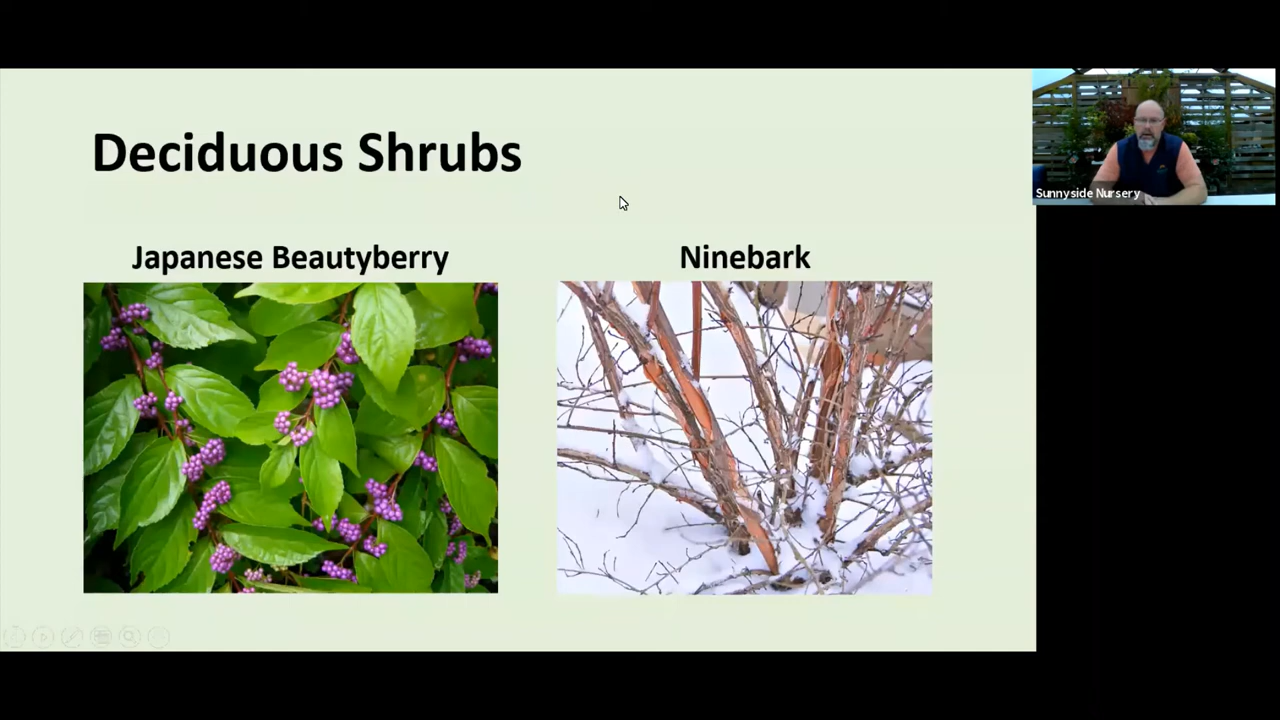 Deciduous Shrubs
Sunnyside Nursery
Japanese Beautyberry
Ninebark